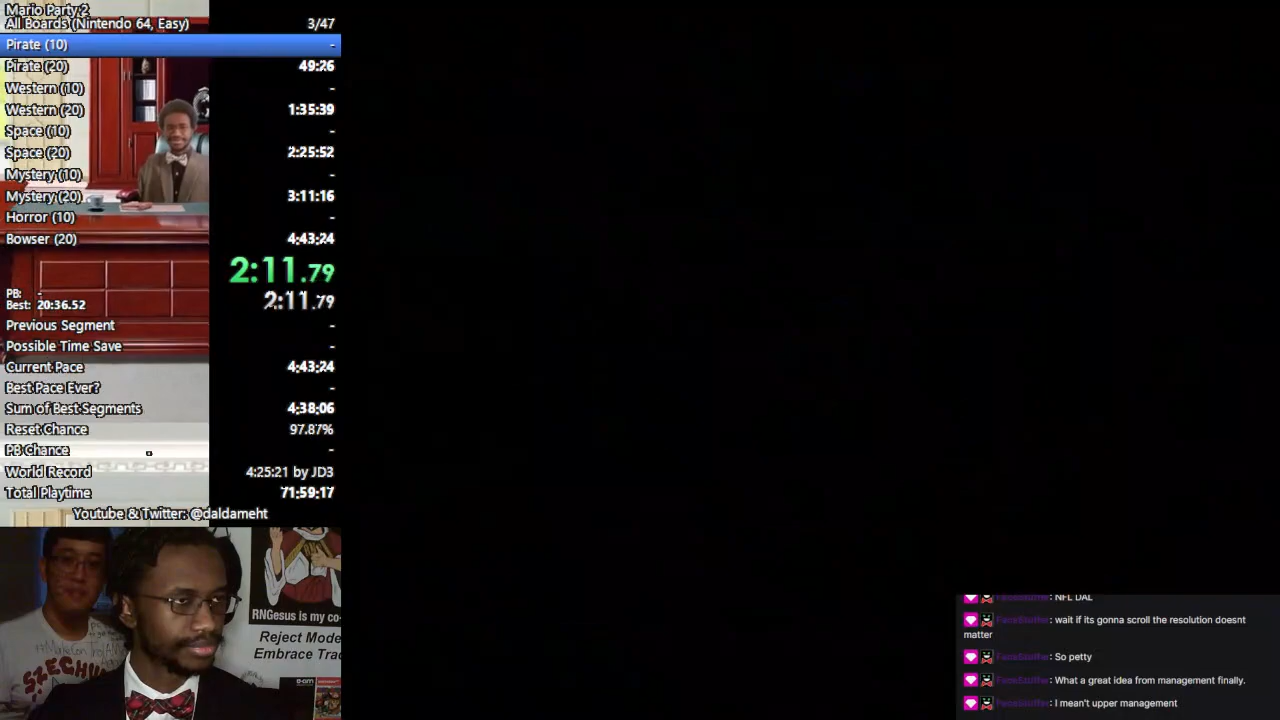 Mario Party 2
All Boards (Nintendo 64, Easy) 3/47
Pirate (10) -
Pirate (20) 49:26
Western (10) -
Western (20) 1:35:39
Space (10) -
Space (20) 2:25:52
Mystery (10) -
Mystery (20) 3:11:16
Horror (10) -
Bowser (20) 4:43:24
2:11.79
PB: -
Best: 20:36.52
2:11.79
Previous Segment -
Possible Time Save -
Current Pace 4:43:24
Best Pace Ever? -
Sum of Best Segments 4:38:06
Reset Chance 97.87%
PB Chance -
World Record 4:25:21 by JD3
Total Playtime 71:59:17
Youtube & Twitter: @daldameht
RNGesus is my co-
Reject Mode
Embrace Tra
SZECHU
: NFL DAL
: wait if its gonna scroll the resolution doesnt
matter
: So petty
: What a great idea from management finally.
: I mean't upper management